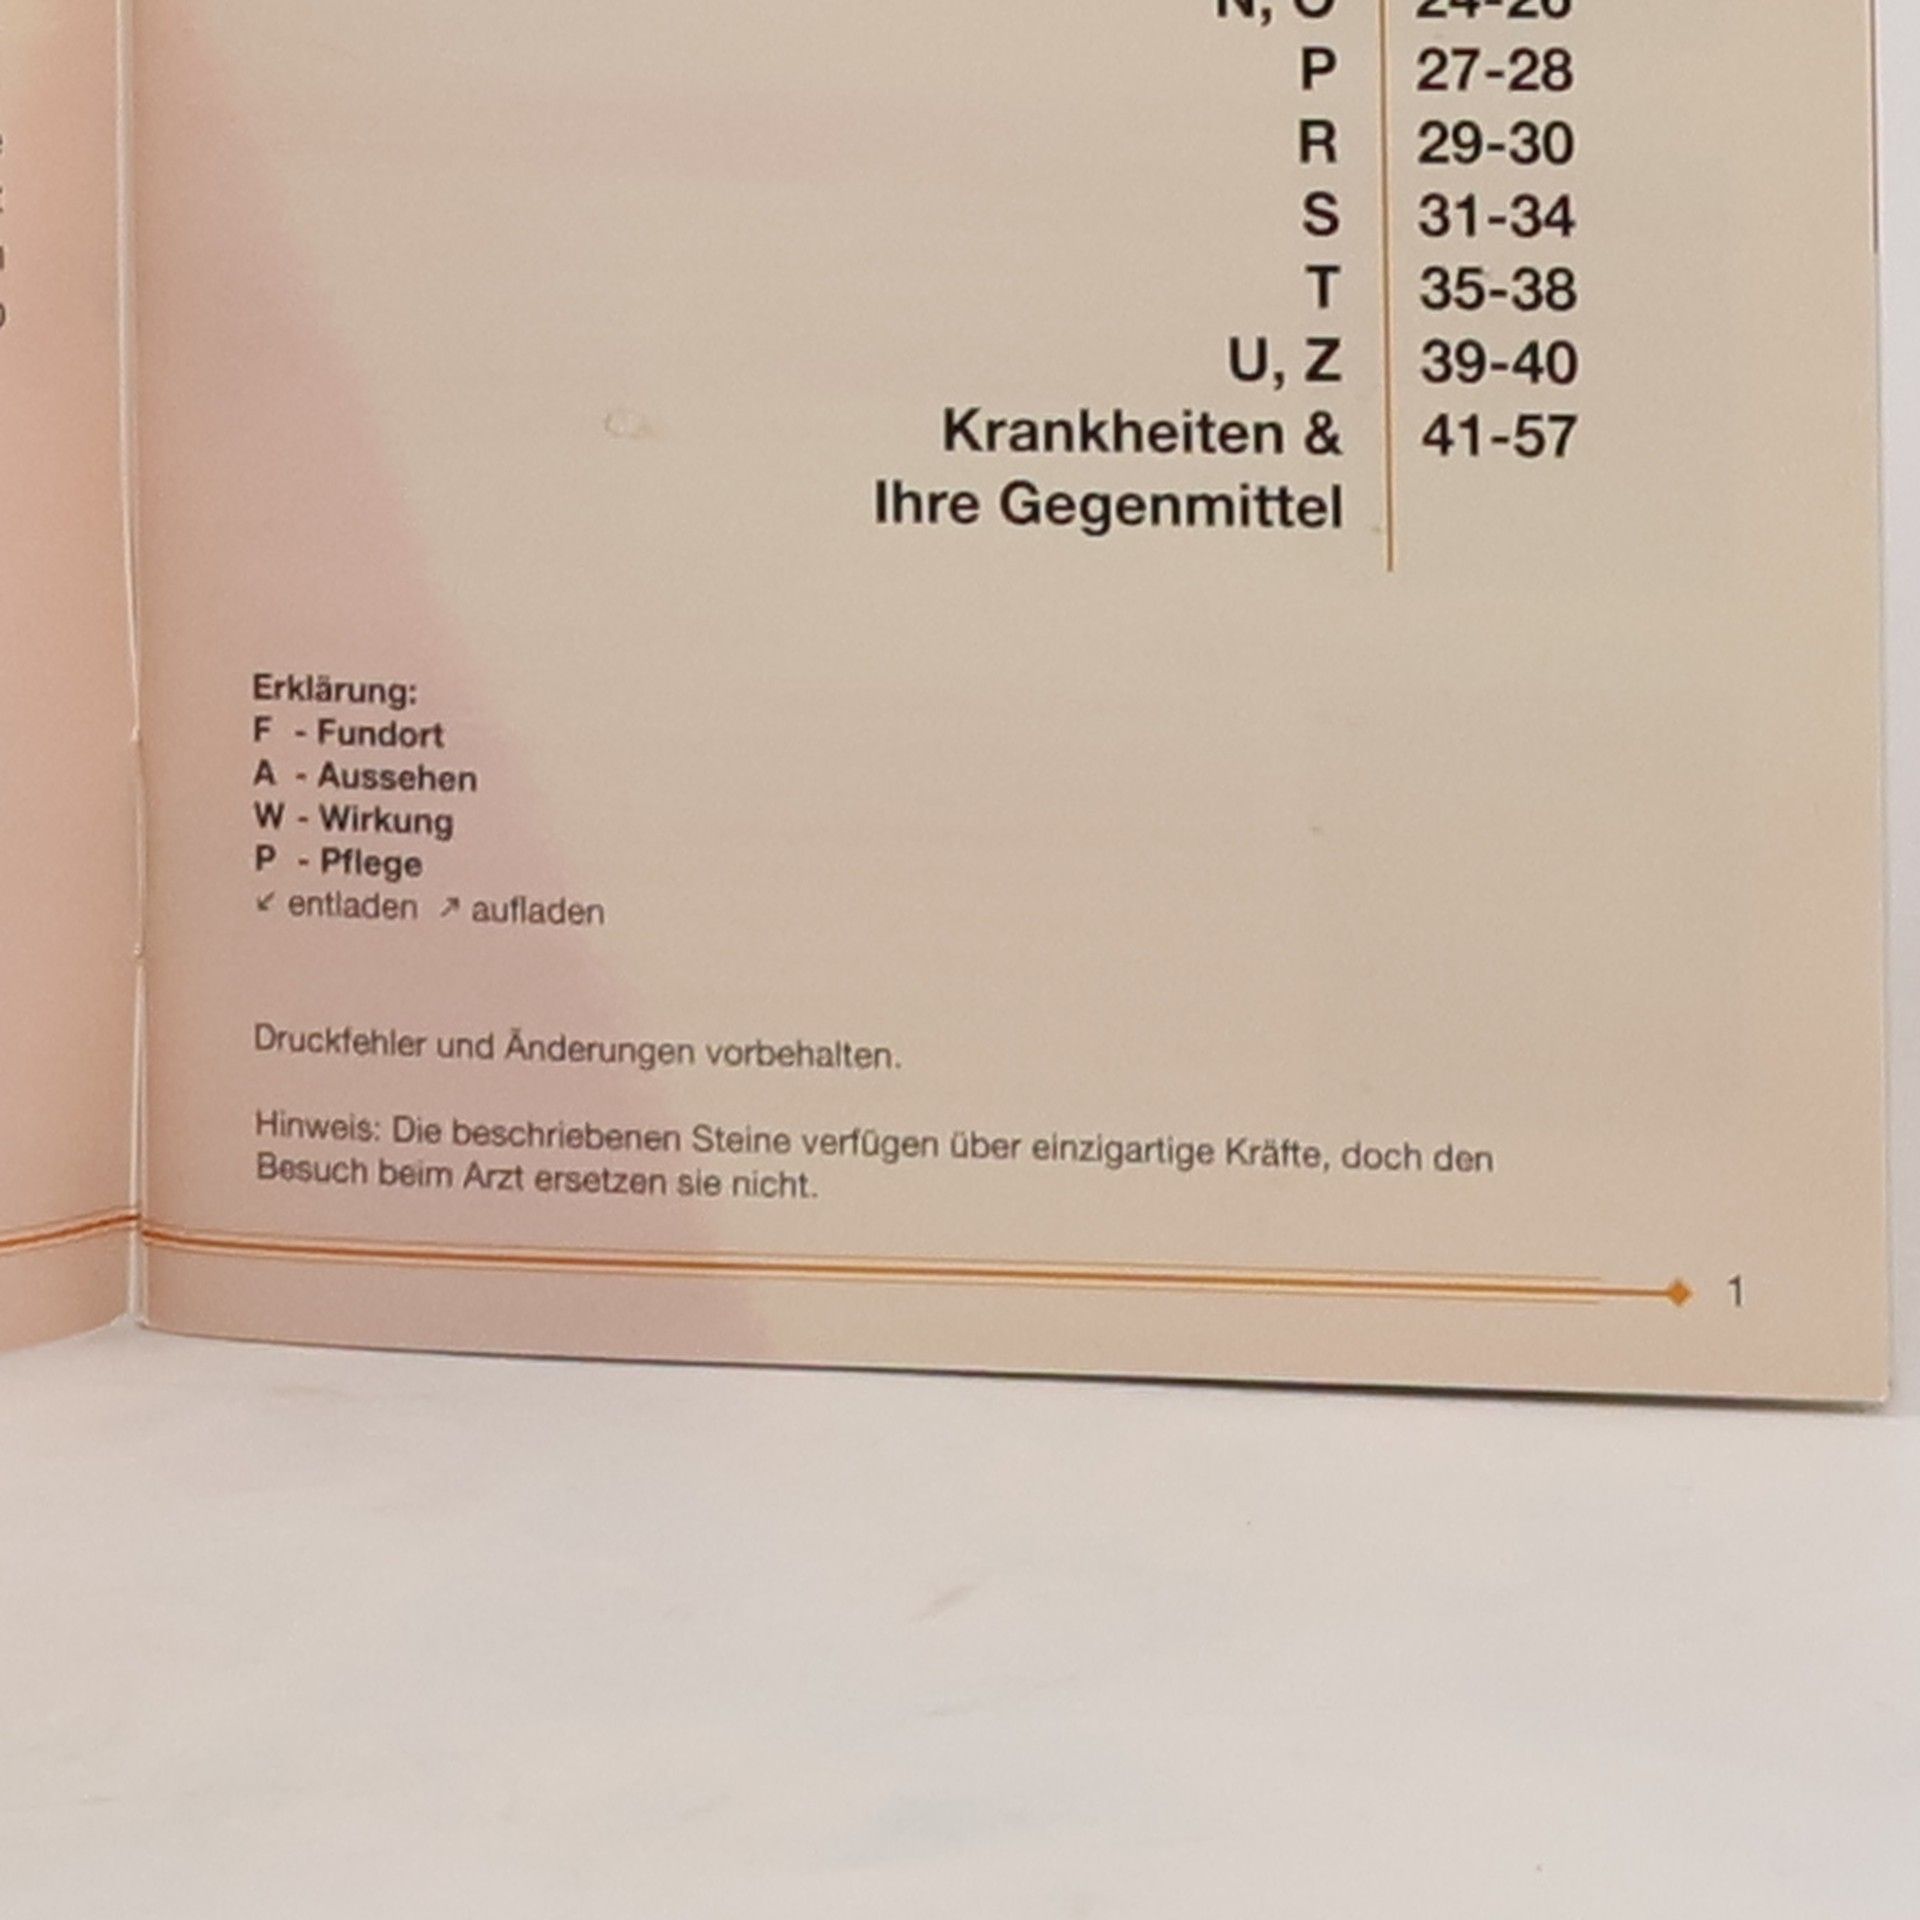 N, O 24-26
P 27-28
R 29-30
S 31-34
T 35-38
U, Z 39-40
Krankheiten & 41-57
Ihre Gegenmittel
Erklärung:
F - Fundort
A - Aussehen
W - Wirkung
P - Pflege
↙ entladen ↗ aufladen
Druckfehler und Änderungen vorbehalten.
Hinweis: Die beschriebenen Steine verfügen über einzigartige Kräfte, doch den
Besuch beim Arzt ersetzen sie nicht.
1